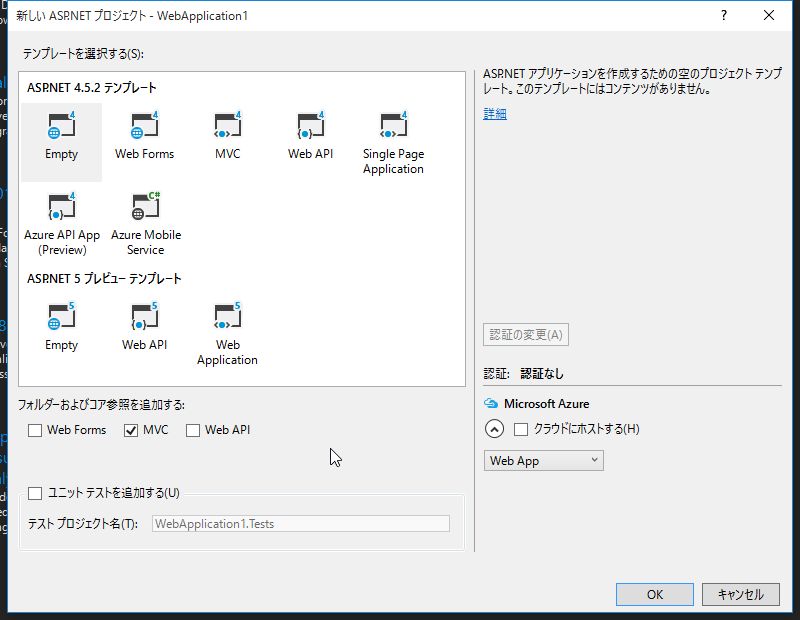 新しい ASP.NET プロジェクト - WebApplication1
テンプレートを選択する(S):
ASP.NET 4.5.2 テンプレート
4
Empty
4
Web Forms
4
MVC
4
Web API
4
Single Page
Application
4
Azure API App
(Preview)
C#
Azure Mobile
Service
ASP.NET 5 プレビュー テンプレート
5
Empty
5
Web API
5
Web
Application
フォルダーおよびコア参照を追加する:
Web Forms
MVC
Web API
ユニット テストを追加する(U)
テスト プロジェクト名(T):
WebApplication1.Tests
ASP.NET アプリケーションを作成するための空のプロジェクト テンプ
レート。このテンプレートにはコンテンツがありません。
詳細
認証の変更(A)
認証: 認証なし
Microsoft Azure
クラウドにホストする(H)
Web App
OK
キャンセル